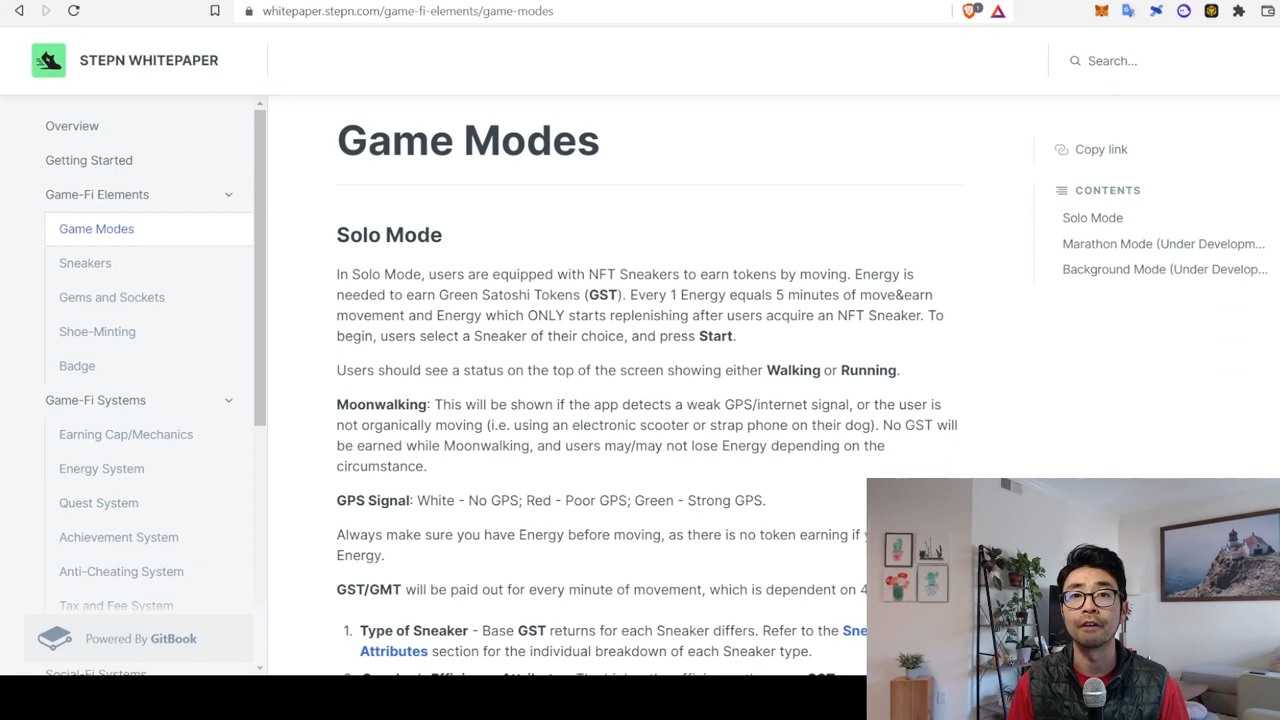 whitepaper.stepn.com/game-fi-elements/game-modes
STEPN WHITEPAPER
Search...
Overview
Getting Started
Game-Fi Elements
Game Modes
Sneakers
Gems and Sockets
Shoe-Minting
Badge
Game-Fi Systems
Earning Cap/Mechanics
Energy System
Quest System
Achievement System
Anti-Cheating System
Tax and Fee System
Powered By GitBook
Social-Fi Systems
Game Modes
Solo Mode
In Solo Mode, users are equipped with NFT Sneakers to earn tokens by moving. Energy is
needed to earn Green Satoshi Tokens (GST). Every 1 Energy equals 5 minutes of move&earn
movement and Energy which ONLY starts replenishing after users acquire an NFT Sneaker. To
begin, users select a Sneaker of their choice, and press Start.
Users should see a status on the top of the screen showing either Walking or Running.
Moonwalking: This will be shown if the app detects a weak GPS/internet signal, or the user is
not organically moving (i.e. using an electronic scooter or strap phone on their dog). No GST will
be earned while Moonwalking, and users may/may not lose Energy depending on the
circumstance.
GPS Signal: White - No GPS; Red - Poor GPS; Green - Strong GPS.
Always make sure you have Energy before moving, as there is no token earning if
Energy.
GST/GMT will be paid out for every minute of movement, which is dependent on 4
1. Type of Sneaker - Base GST returns for each Sneaker differs. Refer to the Sne
Attributes section for the individual breakdown of each Sneaker type.
Copy link
CONTENTS
Solo Mode
Marathon Mode (Under Developm...
Background Mode (Under Develop...